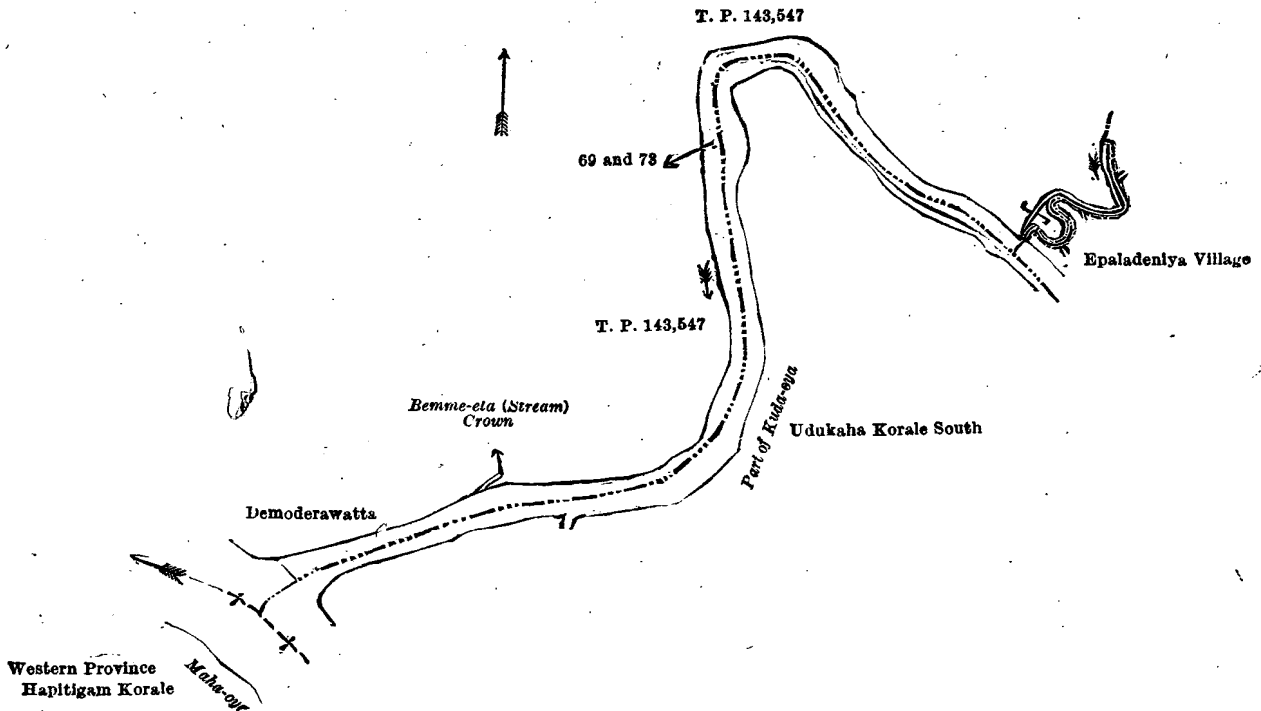 T. P. 143,547
69 and 73
Epaladeniya Village
T. P. 143,547
Part of Kuda-oya
Bemme-ela (Stream)
Crown
Udukaha Korale South
Demoderawatta
Western Province
Hapitigam Korale
Maha-oya